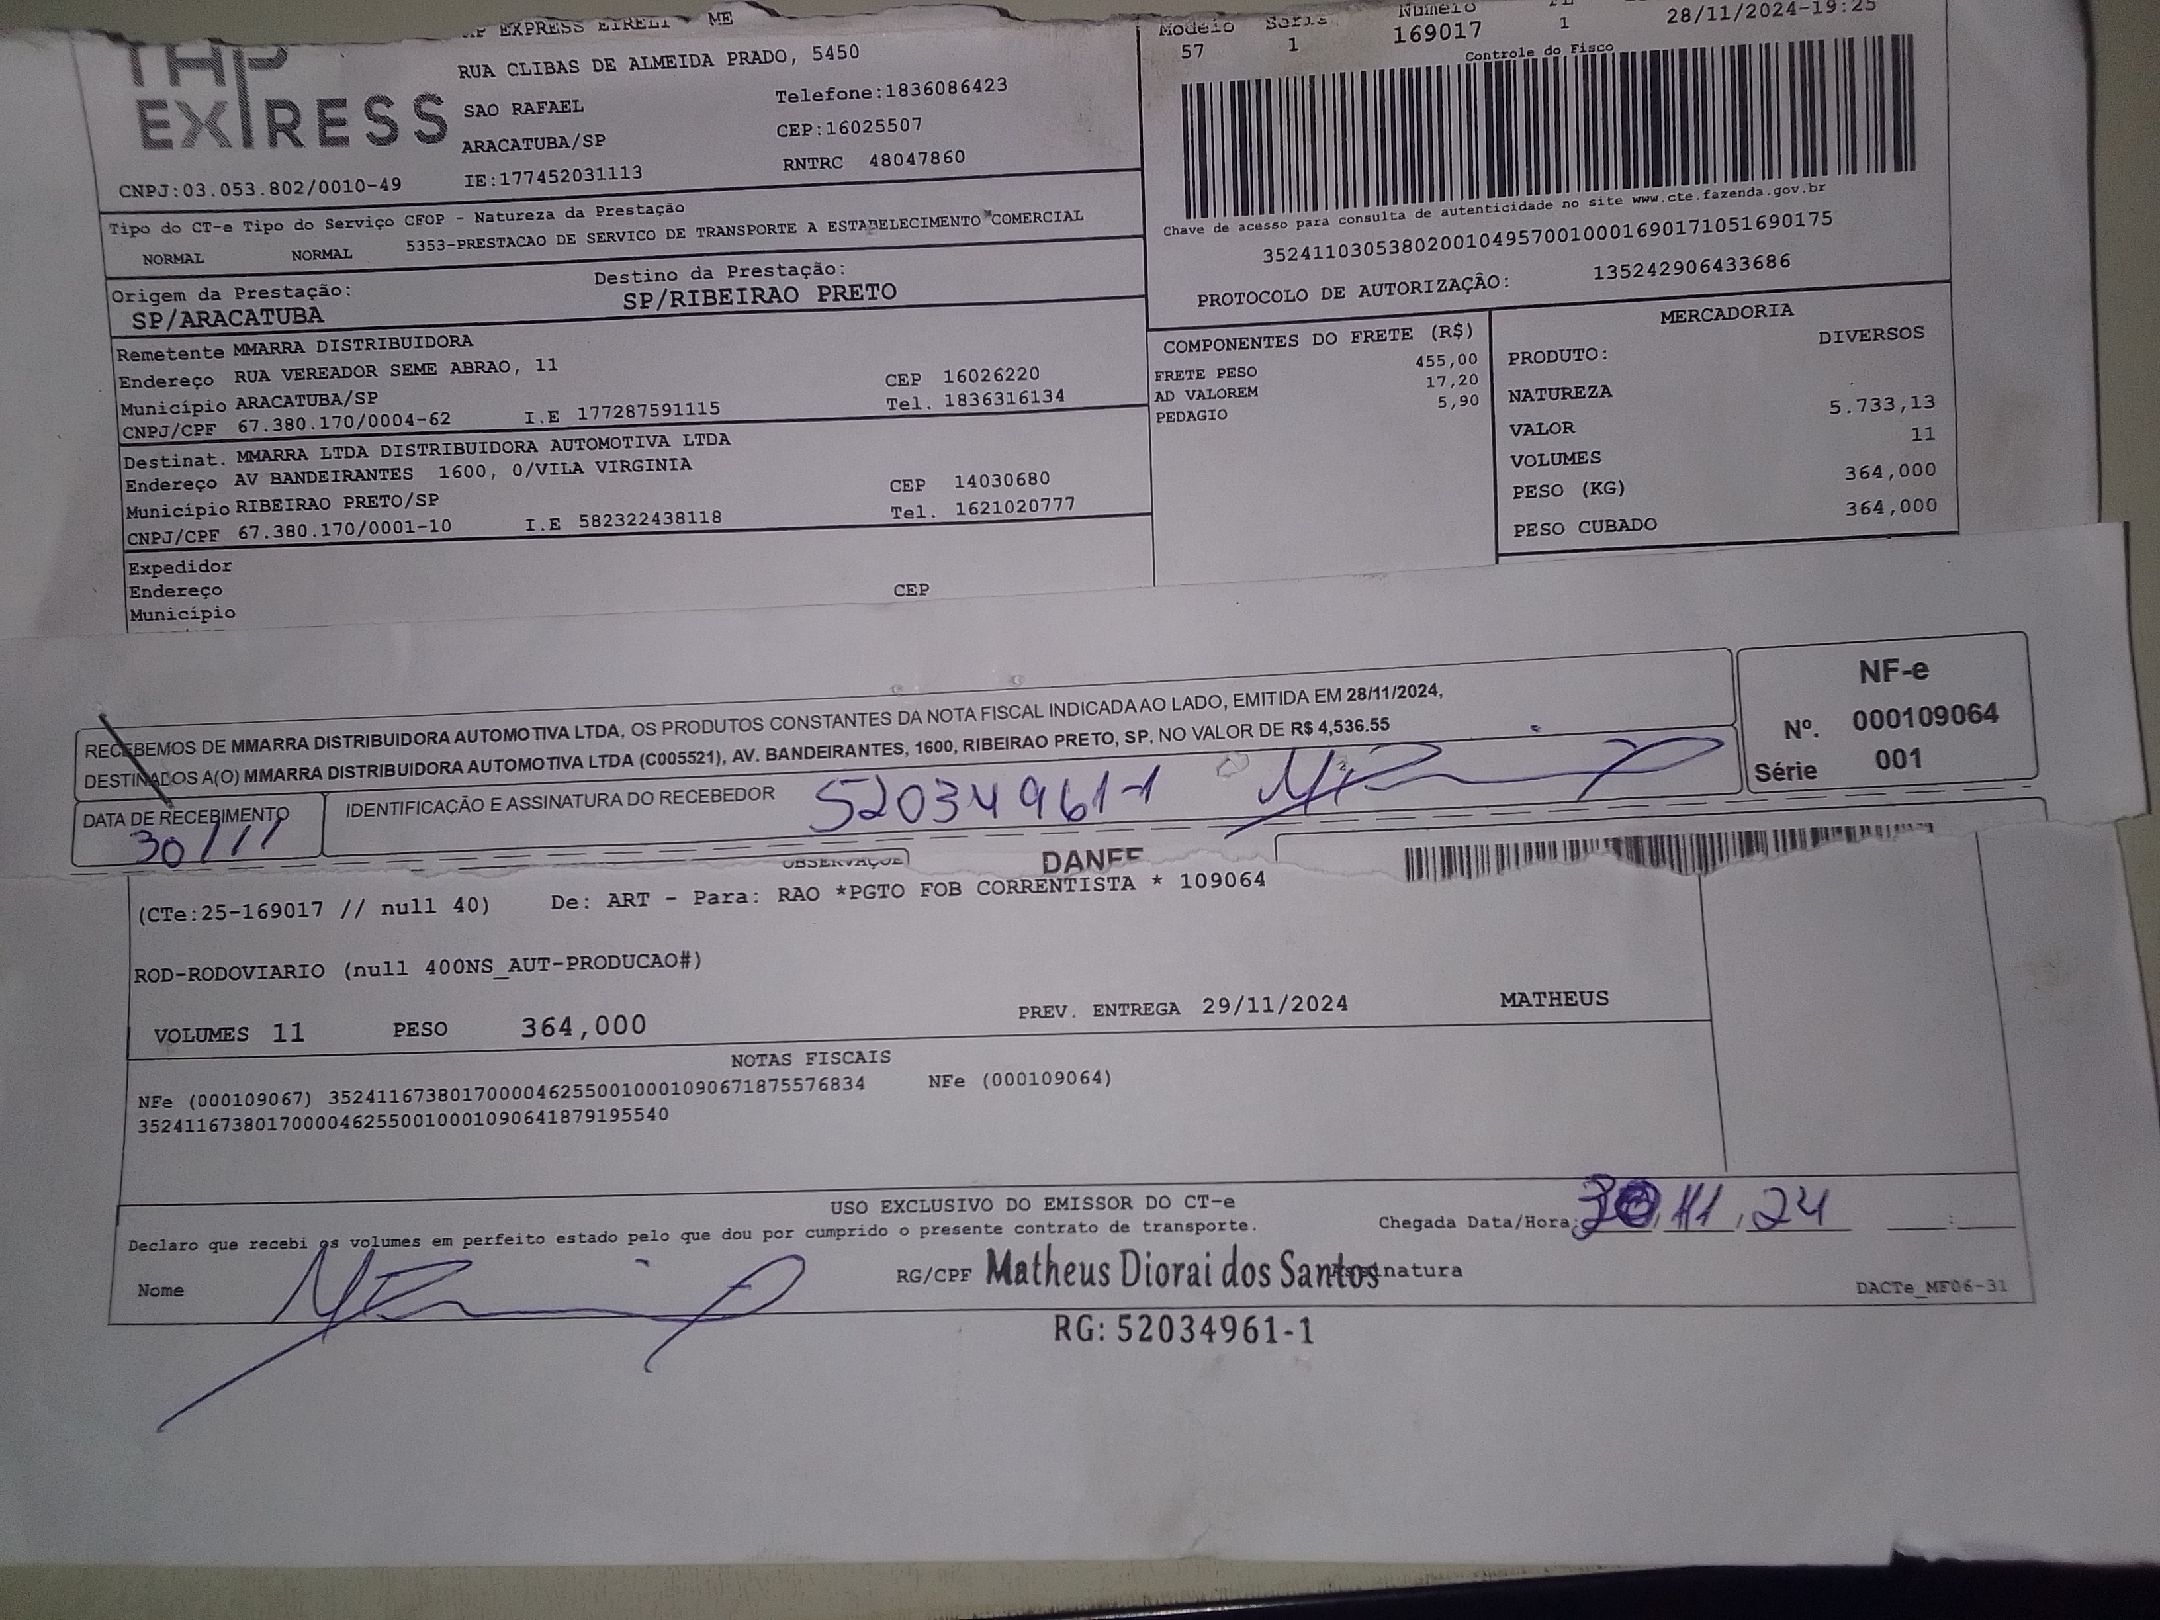 THP
EXPRESS
EXPRESS EIRELI - ME
RUA CLIBAS DE ALMEIDA PRADO, 5450
SAO RAFAEL Telefone:1836086423
ARACATUBA/SP CEP:16025507
CNPJ:03.053.802/0010-49 IE:177452031113 RNTRC 48047860
Modelo Serie Número
57 1 169017 1 28/11/2024-19:25
Controle do Fisco
Chave de acesso para consulta de autenticidade no site www.cte.fazenda.gov.br
35241103053802001049570010001690171051690175
PROTOCOLO DE AUTORIZAÇÃO: 135242906433686
Tipo do CT-e Tipo do Serviço CFOP - Natureza da Prestação
NORMAL NORMAL 5353-PRESTACAO DE SERVICO DE TRANSPORTE A ESTABELECIMENTO COMERCIAL
Origem da Prestação: Destino da Prestação:
SP/ARACATUBA SP/RIBEIRAO PRETO
Remetente MMARRA DISTRIBUIDORA
Endereço RUA VEREADOR SEME ABRAO, 11 CEP 16026220
Município ARACATUBA/SP Tel. 1836316134
CNPJ/CPF 67.380.170/0004-62 I.E 177287591115
Destinat. MMARRA LTDA DISTRIBUIDORA AUTOMOTIVA LTDA
Endereço AV BANDEIRANTES 1600, 0/VILA VIRGINIA CEP 14030680
Município RIBEIRAO PRETO/SP Tel. 1621020777
CNPJ/CPF 67.380.170/0001-10 I.E 582322438118
Expedidor
Endereço CEP
Município
COMPONENTES DO FRETE (R$)
FRETE PESO 455,00
AD VALOREM 17,20
PEDAGIO 5,90
MERCADORIA
PRODUTO: DIVERSOS
NATUREZA
VALOR 5.733,13
VOLUMES 11
PESO (KG) 364,000
PESO CUBADO 364,000
RECEBEMOS DE MMARRA DISTRIBUIDORA AUTOMOTIVA LTDA, OS PRODUTOS CONSTANTES DA NOTA FISCAL INDICADA AO LADO, EMITIDA EM 28/11/2024,
DESTINADOS A(O) MMARRA DISTRIBUIDORA AUTOMOTIVA LTDA (C005521), AV. BANDEIRANTES, 1600, RIBEIRAO PRETO, SP, NO VALOR DE R$ 4,536.55
DATA DE RECEBIMENTO IDENTIFICAÇÃO E ASSINATURA DO RECEBEDOR 52034961-1
30/11
NF-e
Nº. 000109064
Série 001
OBSERVAÇOE DANFE
(CTe:25-169017 // null 40) De: ART - Para: RAO *PGTO FOB CORRENTISTA * 109064
ROD-RODOVIARIO (null 400NS_AUT-PRODUCAO#)
VOLUMES 11 PESO 364,000 PREV. ENTREGA 29/11/2024 MATHEUS
NOTAS FISCAIS
NFe (000109067) 35241167380170000462550010001090671875576834 NFe (000109064)
35241167380170000462550010001090641879195540
USO EXCLUSIVO DO EMISSOR DO CT-e
Declaro que recebi os volumes em perfeito estado pelo que dou por cumprido o presente contrato de transporte. Chegada Data/Hora: 30/11/24 :
Nome RG/CPF Matheus Diorai dos Santos Assinatura
DACTe_MF06-31
RG: 52034961-1